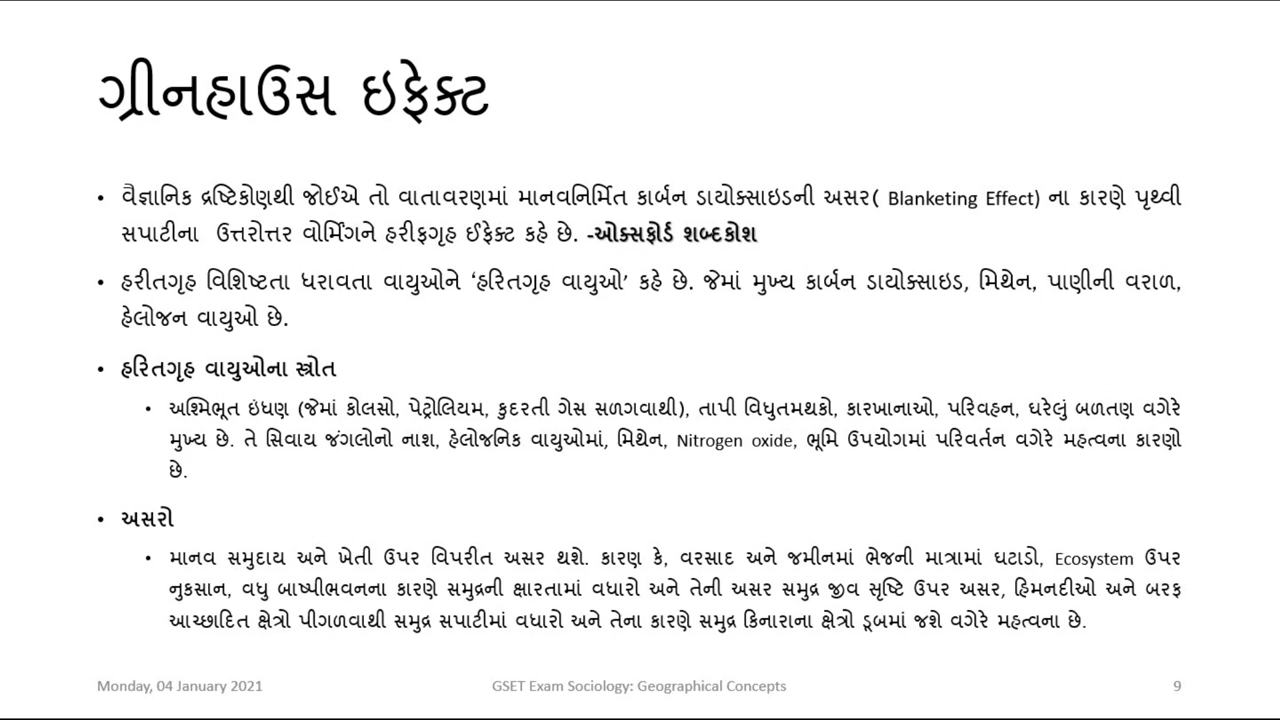 ગ્રીનહાઉસ ઇફેક્ટ
• વૈજ્ઞાનિક દ્રષ્ટિકોણથી જોઈએ તો વાતાવરણમાં માનવનિર્મિત કાર્બન ડાયોક્સાઇડની અસર( Blanketing Effect) ના કારણે પૃથ્વી
સપાટીના ઉત્તરોત્તર વોર્મિંગને હરીફગૃહ ઈફેક્ટ કહે છે. -ઓક્સફોર્ડ શબ્દકોશ
• હરીતગૃહ વિશિષ્ટતા ધરાવતા વાયુઓને ‘હરિતગૃહ વાયુઓ’ કહે છે. જેમાં મુખ્ય કાર્બન ડાયોક્સાઇડ, મિથેન, પાણીની વરાળ,
હેલોજન વાયુઓ છે.
• હરિતગૃહ વાયુઓના સ્ત્રોત
• અશ્મિભૂત ઇંધણ (જેમાં કોલસો, પેટ્રોલિયમ, કુદરતી ગેસ સળગવાથી), તાપી વિધુતમથકો, કારખાનાઓ, પરિવહન, ઘરેલું બળતણ વગેરે
મુખ્ય છે. તે સિવાય જંગલોનો નાશ, હેલોજનિક વાયુઓમાં, મિથેન, Nitrogen oxide, ભૂમિ ઉપયોગમાં પરિવર્તન વગેરે મહત્વના કારણો
છે.
• અસરો
• માનવ સમુદાય અને ખેતી ઉપર વિપરીત અસર થશે. કારણ કે, વરસાદ અને જમીનમાં ભેજની માત્રામાં ઘટાડો, Ecosystem ઉપર
નુકસાન, વધુ બાષ્પીભવનના કારણે સમુદ્રની ક્ષારતામાં વધારો અને તેની અસર સમુદ્ર જીવ સૃષ્ટિ ઉપર અસર, હિમનદીઓ અને બરફ
આચ્છાદિત ક્ષેત્રો પીગળવાથી સમુદ્ર સપાટીમાં વધારો અને તેના કારણે સમુદ્ર કિનારાના ક્ષેત્રો ડૂબમાં જશે વગેરે મહત્વના છે.
Monday, 04 January 2021
GSET Exam Sociology: Geographical Concepts
9